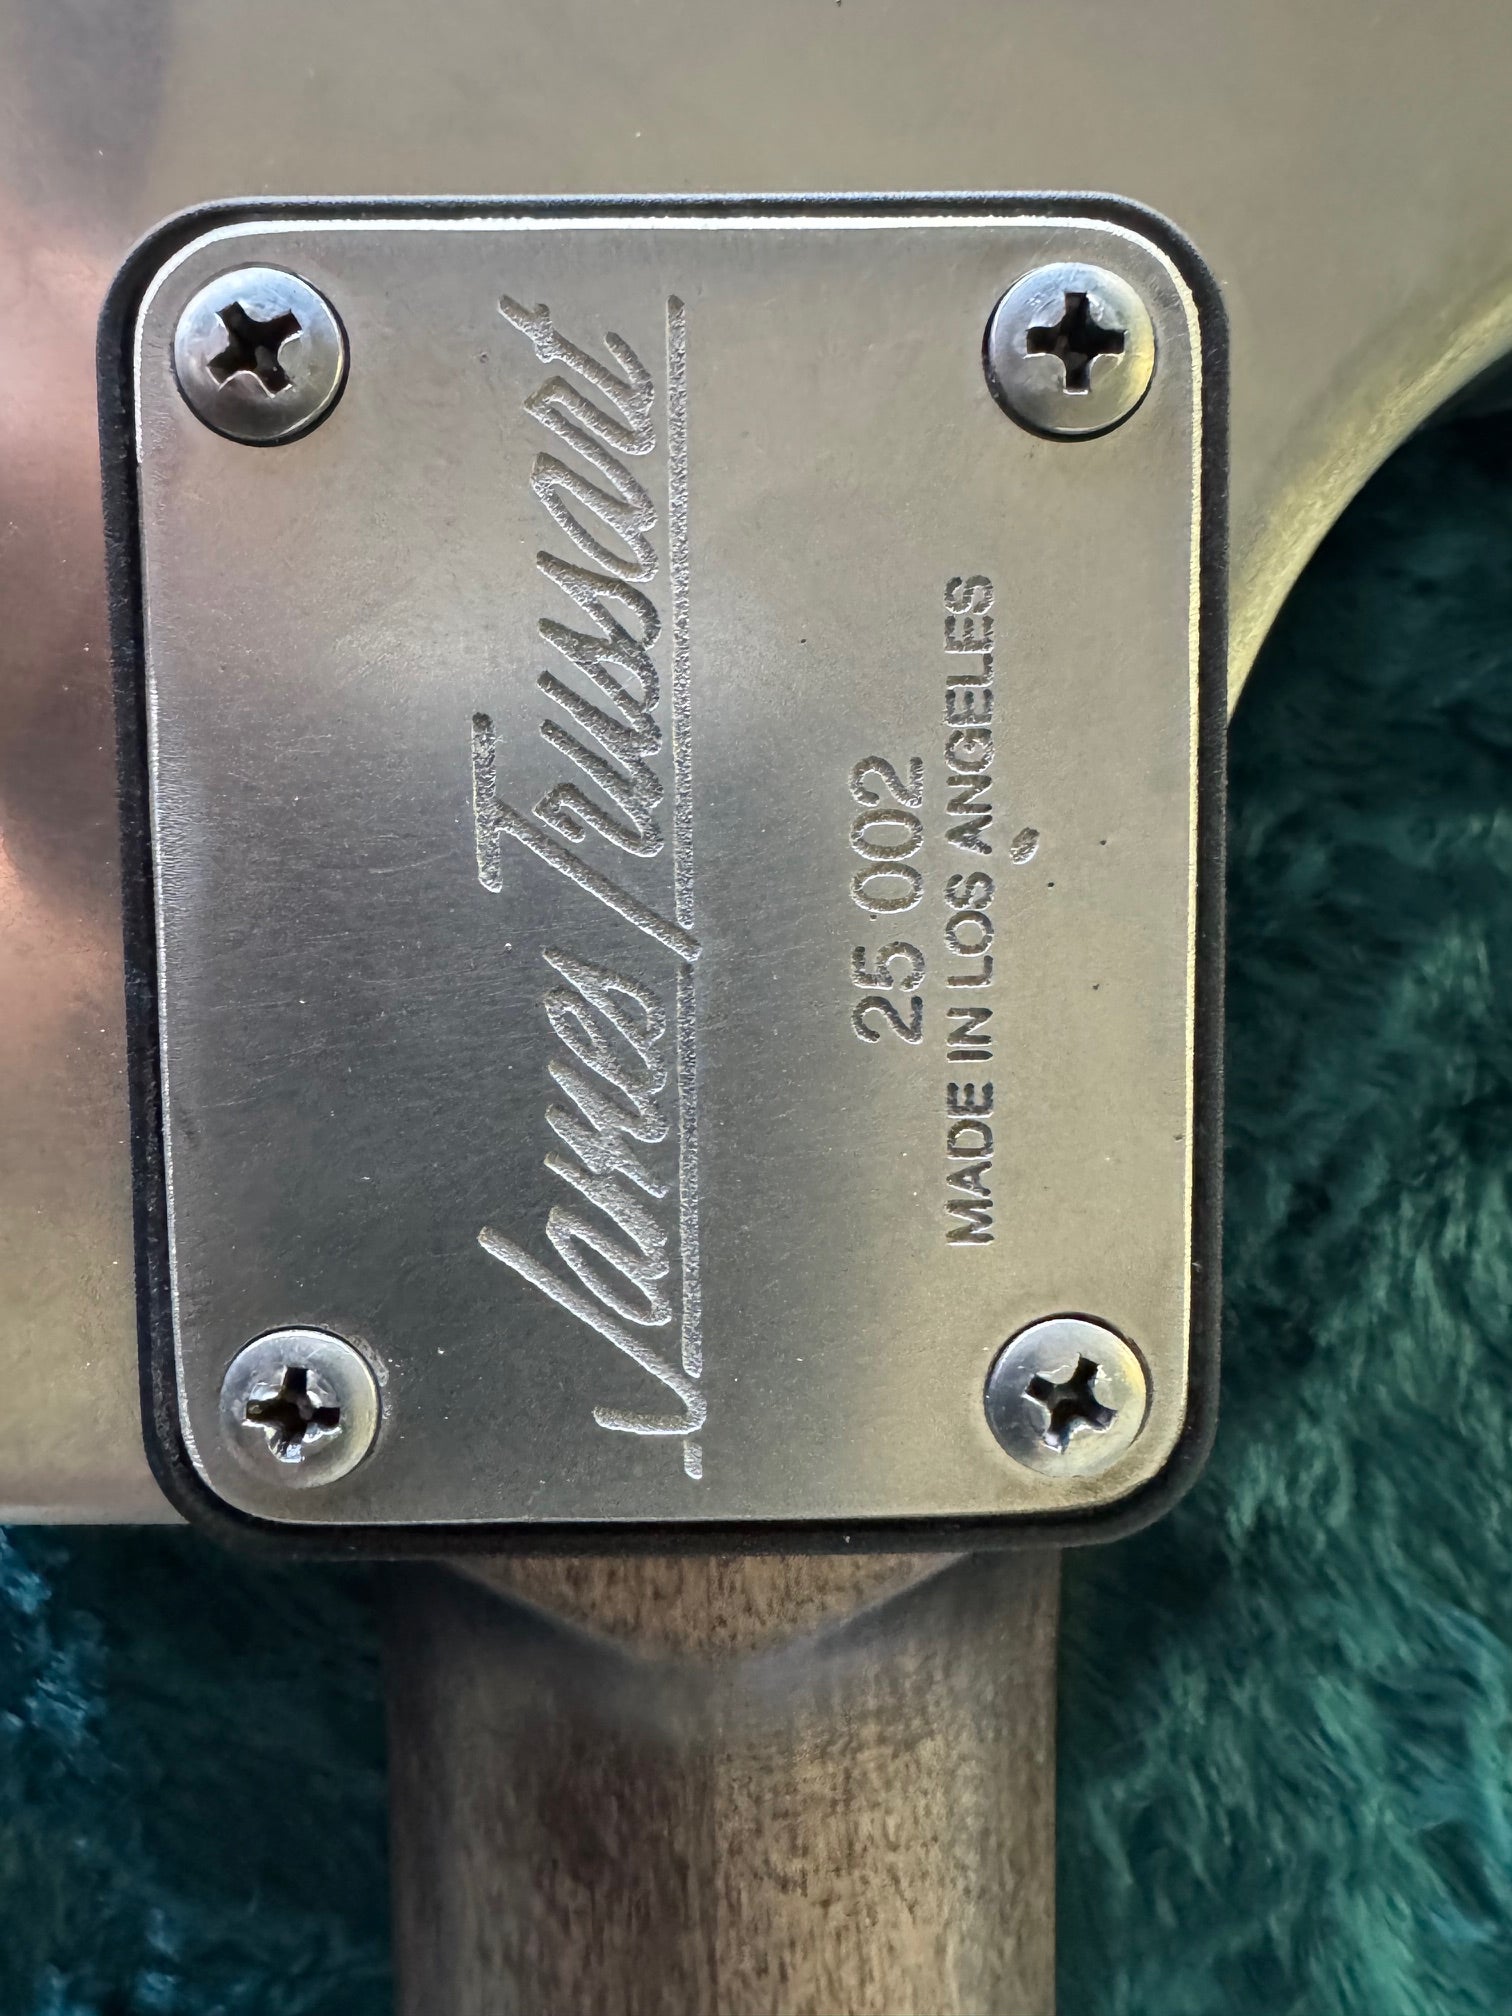 James Trussart
25 002
MADE IN LOS ANGELES